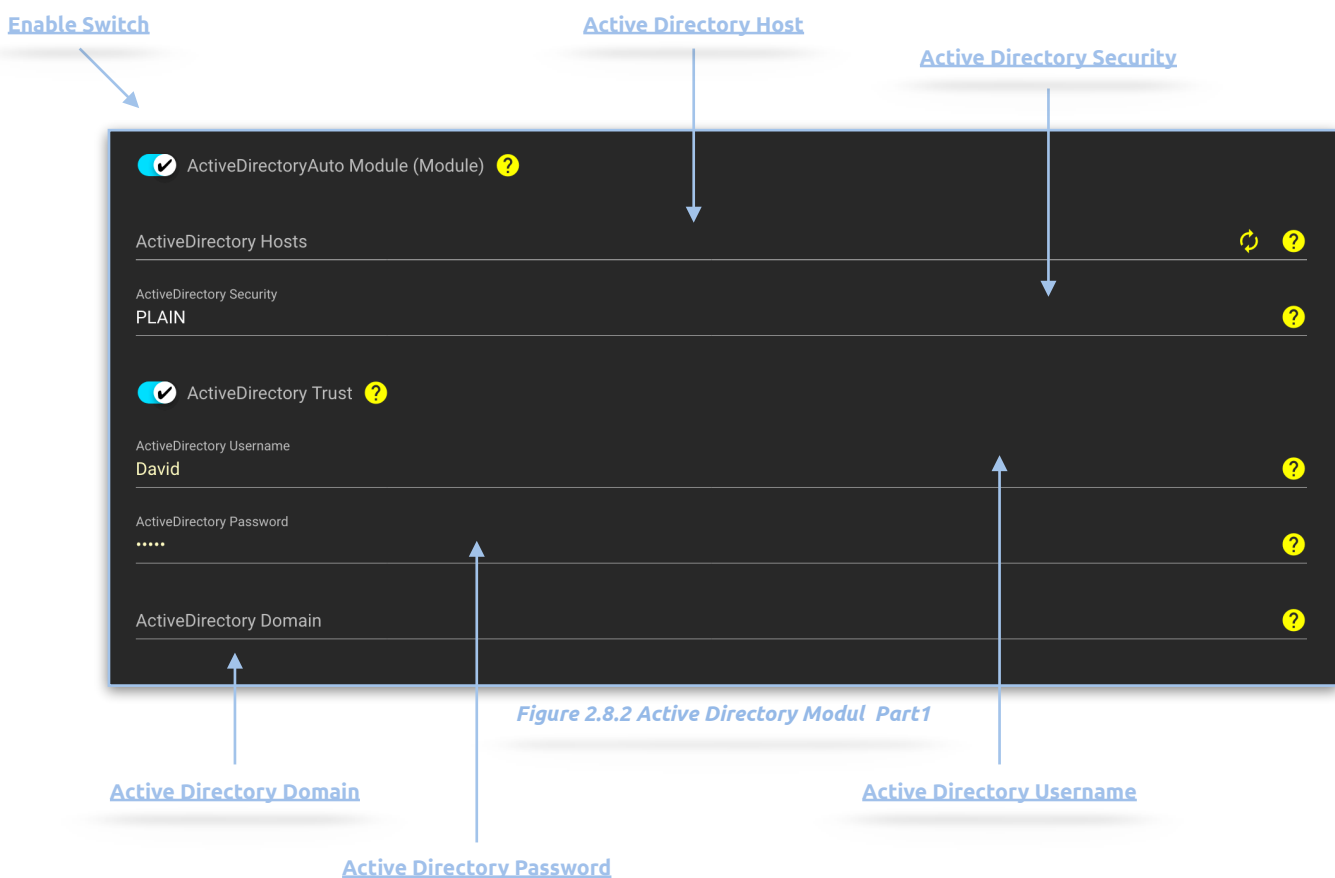 Enable Switch
Active Directory Host
Active Directory Security
ActiveDirectoryAuto Module (Module) ?
ActiveDirectory Hosts ?
ActiveDirectory Security
PLAIN ?
ActiveDirectory Trust ?
ActiveDirectory Username
David ?
ActiveDirectory Password
••••• ?
ActiveDirectory Domain ?
Figure 2.8.2 Active Directory Modul Part1
Active Directory Domain
Active Directory Username
Active Directory Password